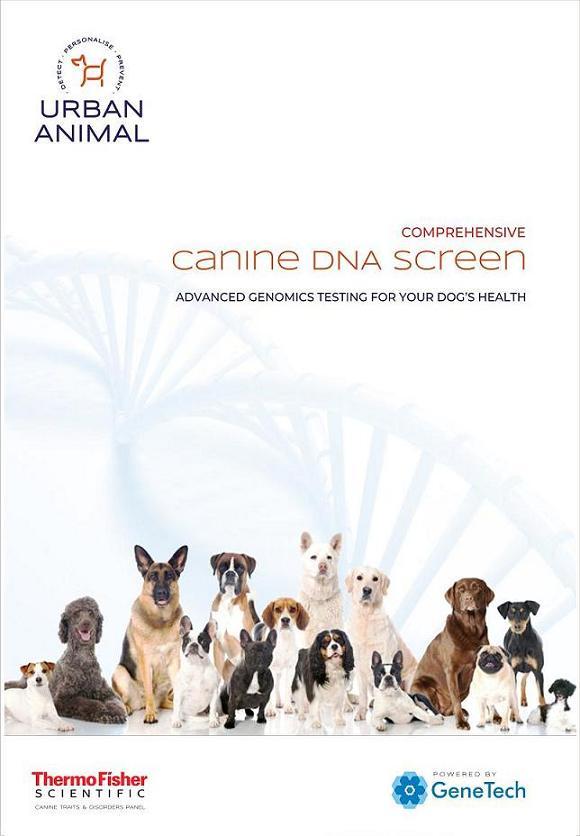 DETECT · PERSONALISE · PREVENT
URBAN
ANIMAL
COMPREHENSIVE
canine DNA screen
ADVANCED GENOMICS TESTING FOR YOUR DOG'S HEALTH
ThermoFisher
SCIENTIFIC
CANINE TRAITS & DISORDERS PANEL
POWERED BY
GeneTech